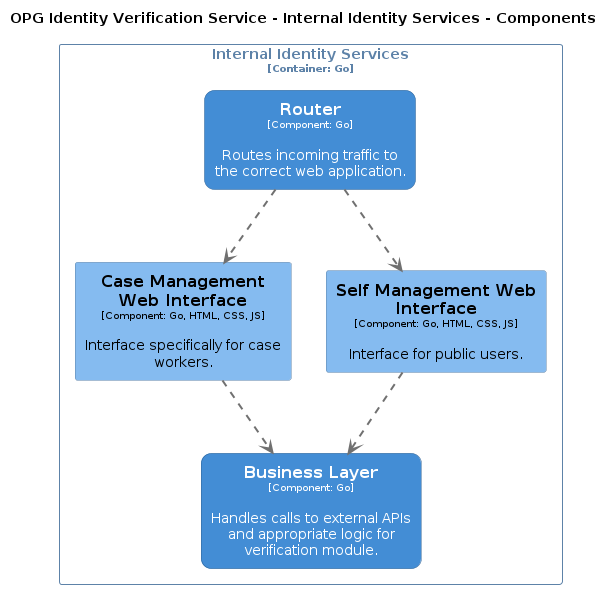 OPG Identity Verification Service - Internal Identity Services - Components
Internal Identity Services
[Container: Go]
Router
[Component: Go]
Routes incoming traffic to
the correct web application.
Case Management
Web Interface
[Component: Go, HTML, CSS, JS]
Interface specifically for case
workers.
Self Management Web
Interface
[Component: Go, HTML, CSS, JS]
Interface for public users.
Business Layer
[Component: Go]
Handles calls to external APIs
and appropriate logic for
verification module.